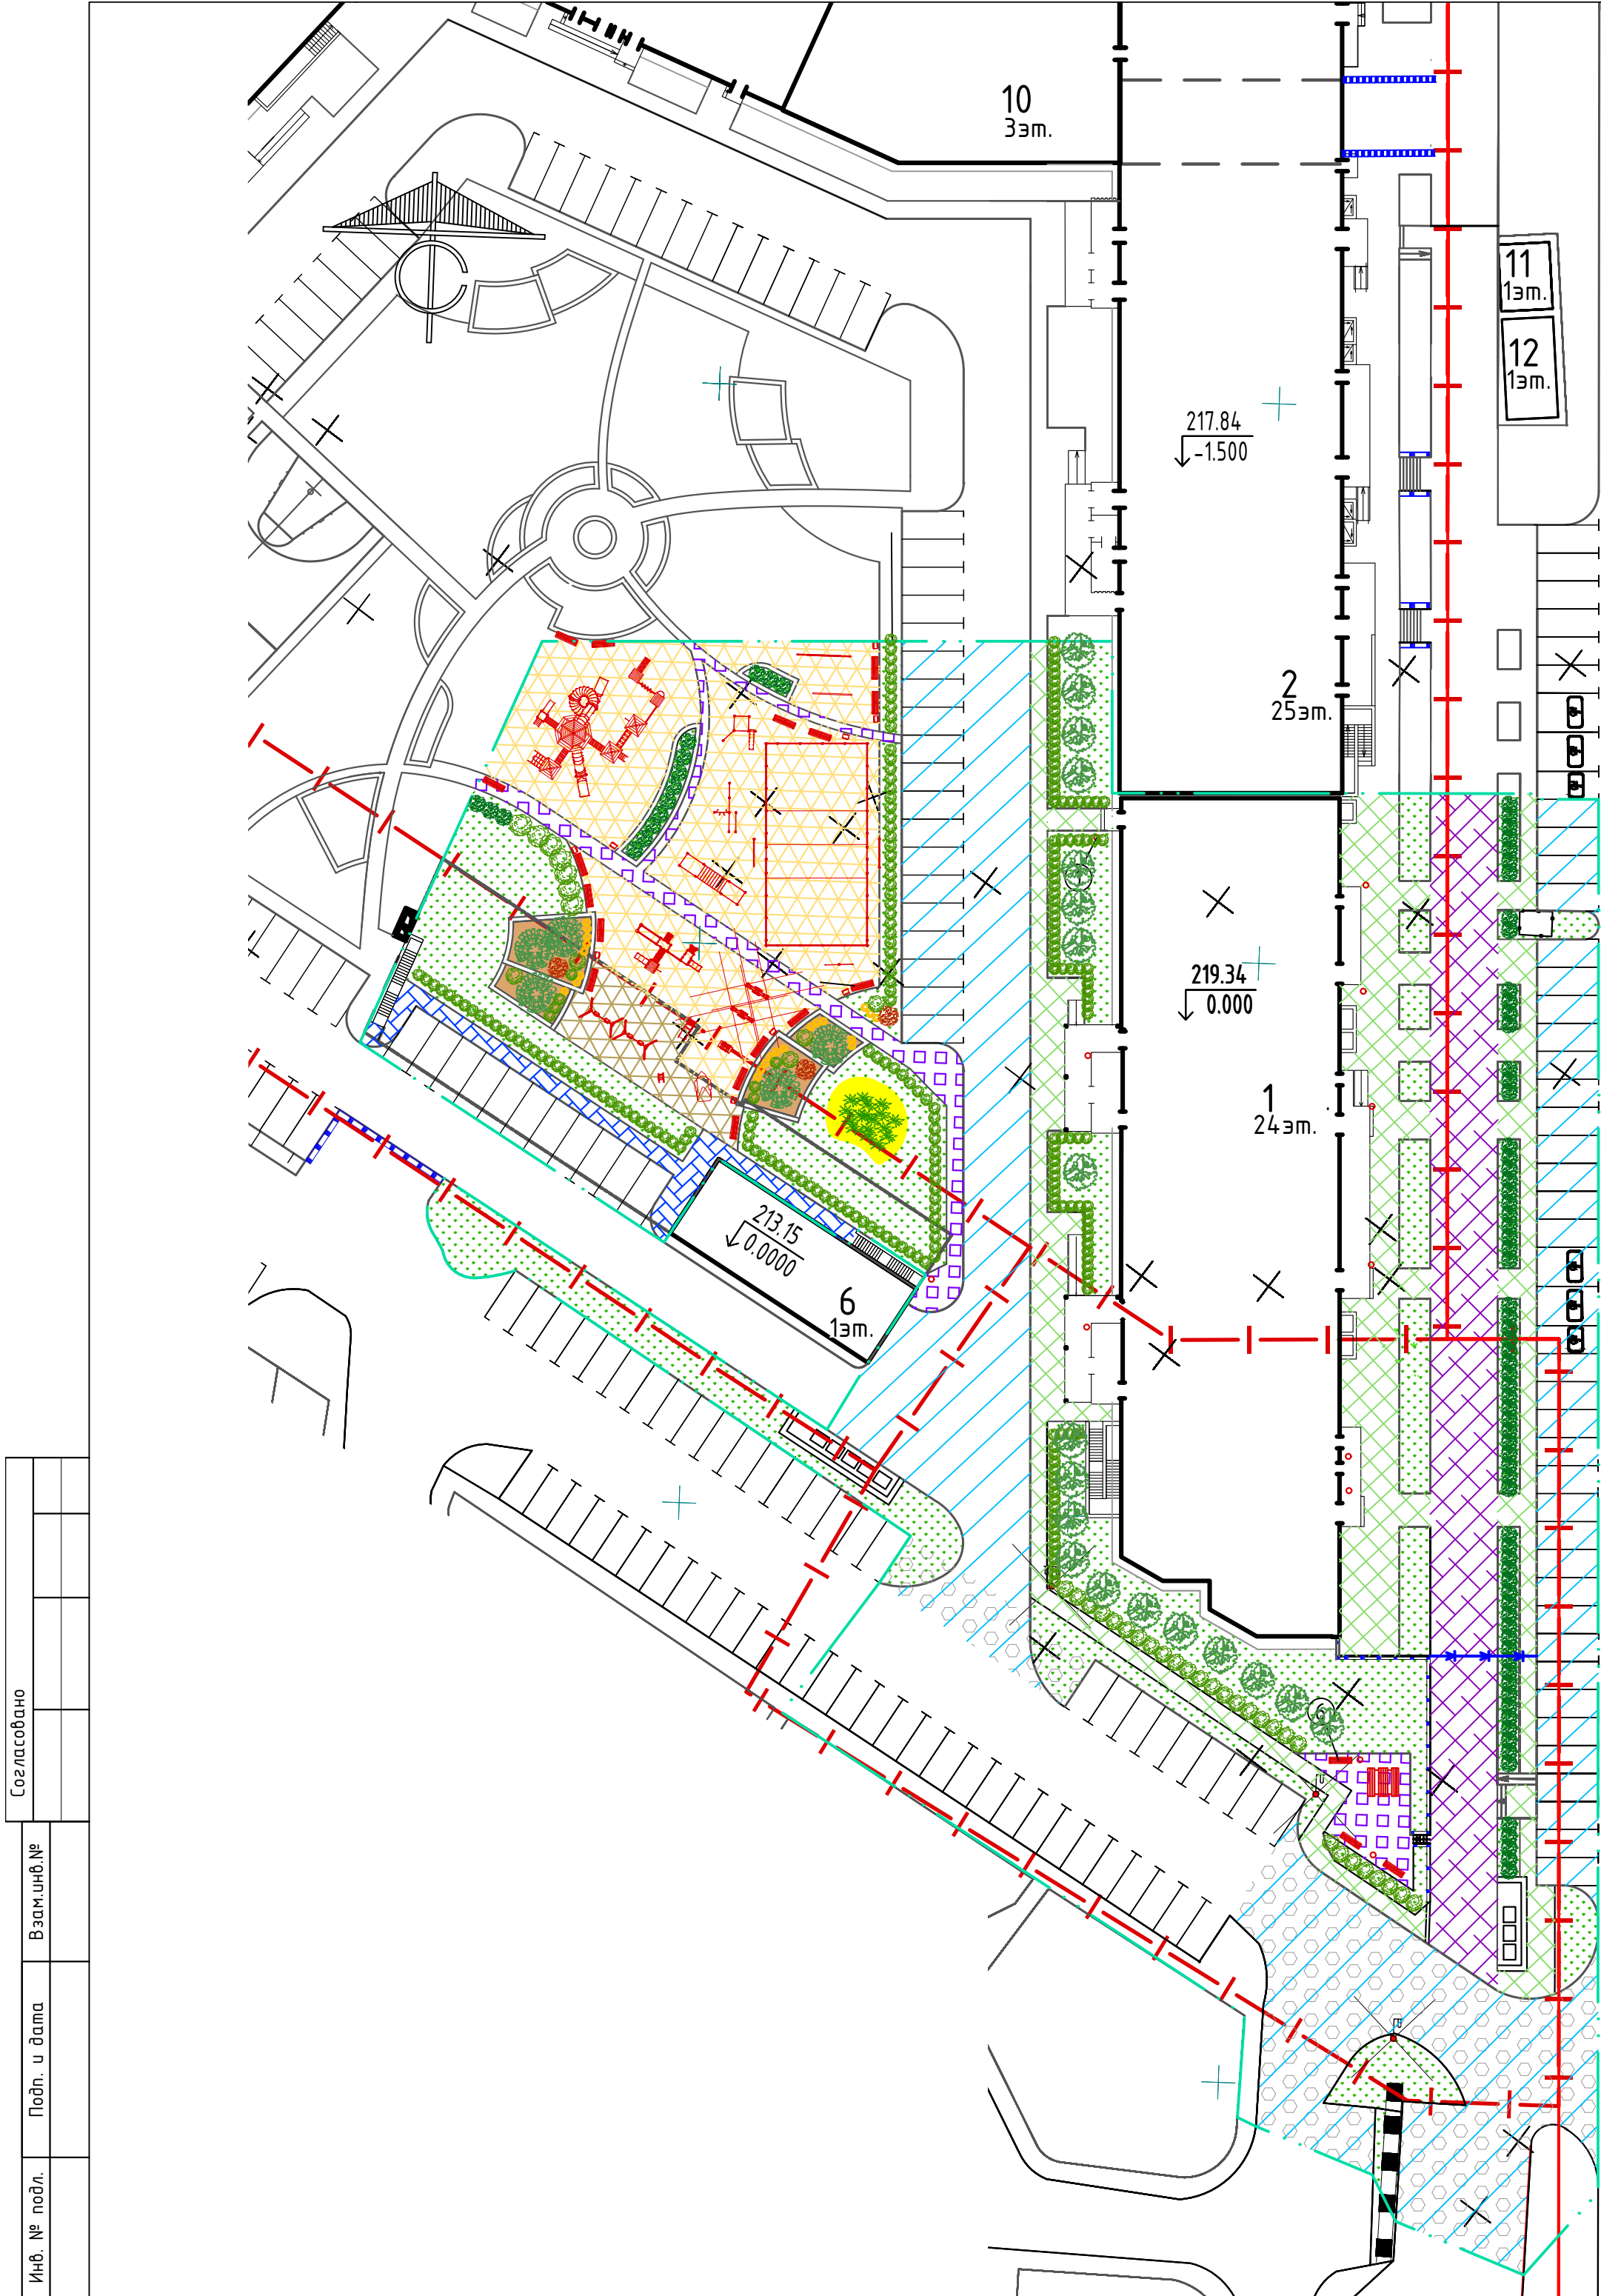 10
3эт.
11
1эт.
12
1эт.
217.84
-1.500
2
25эт.
219.34
0.000
1
24эт.
213.15
0.0000
6
1эт.
6
Согласовано
Взам.инв.№
Подп. и дата
Инв. № подл.